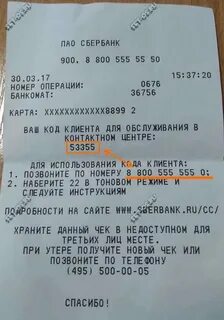 ПАО СБЕРБАНК
900. 8 800 555 55 50
30.03.17 15:37:20
НОМЕР ОПЕРАЦИИ: 0676
БАНКОМАТ: 36756
КАРТА: XXXXXXXXXXXX8899 2
ВАШ КОД КЛИЕНТА ДЛЯ ОБСЛУЖИВАНИЯ В
КОНТАКТНОМ ЦЕНТРЕ:
53355
ДЛЯ ИСПОЛЬЗОВАНИЯ КОДА КЛИЕНТА:
1. ПОЗВОНИТЕ ПО НОМЕРУ 8 800 555 555 0;
2. НАБЕРИТЕ 22 В ТОНОВОМ РЕЖИМЕ И
СЛЕДУЙТЕ ИНСТРУКЦИЯМ
ПОДРОБНОСТИ НА САЙТЕ WWW.SBERBANK.RU/CC/
ХРАНИТЕ ДАННЫЙ ЧЕК В НЕДОСТУПНОМ ДЛЯ
ТРЕТЬИХ ЛИЦ МЕСТЕ.
ПРИ УТЕРЕ ПОЛУЧИТЕ НОВЫЙ ЧЕК ИЛИ
ПОЗВОНИТЕ ПО ТЕЛЕФОНУ
(495) 500-00-05
СПАСИБО!